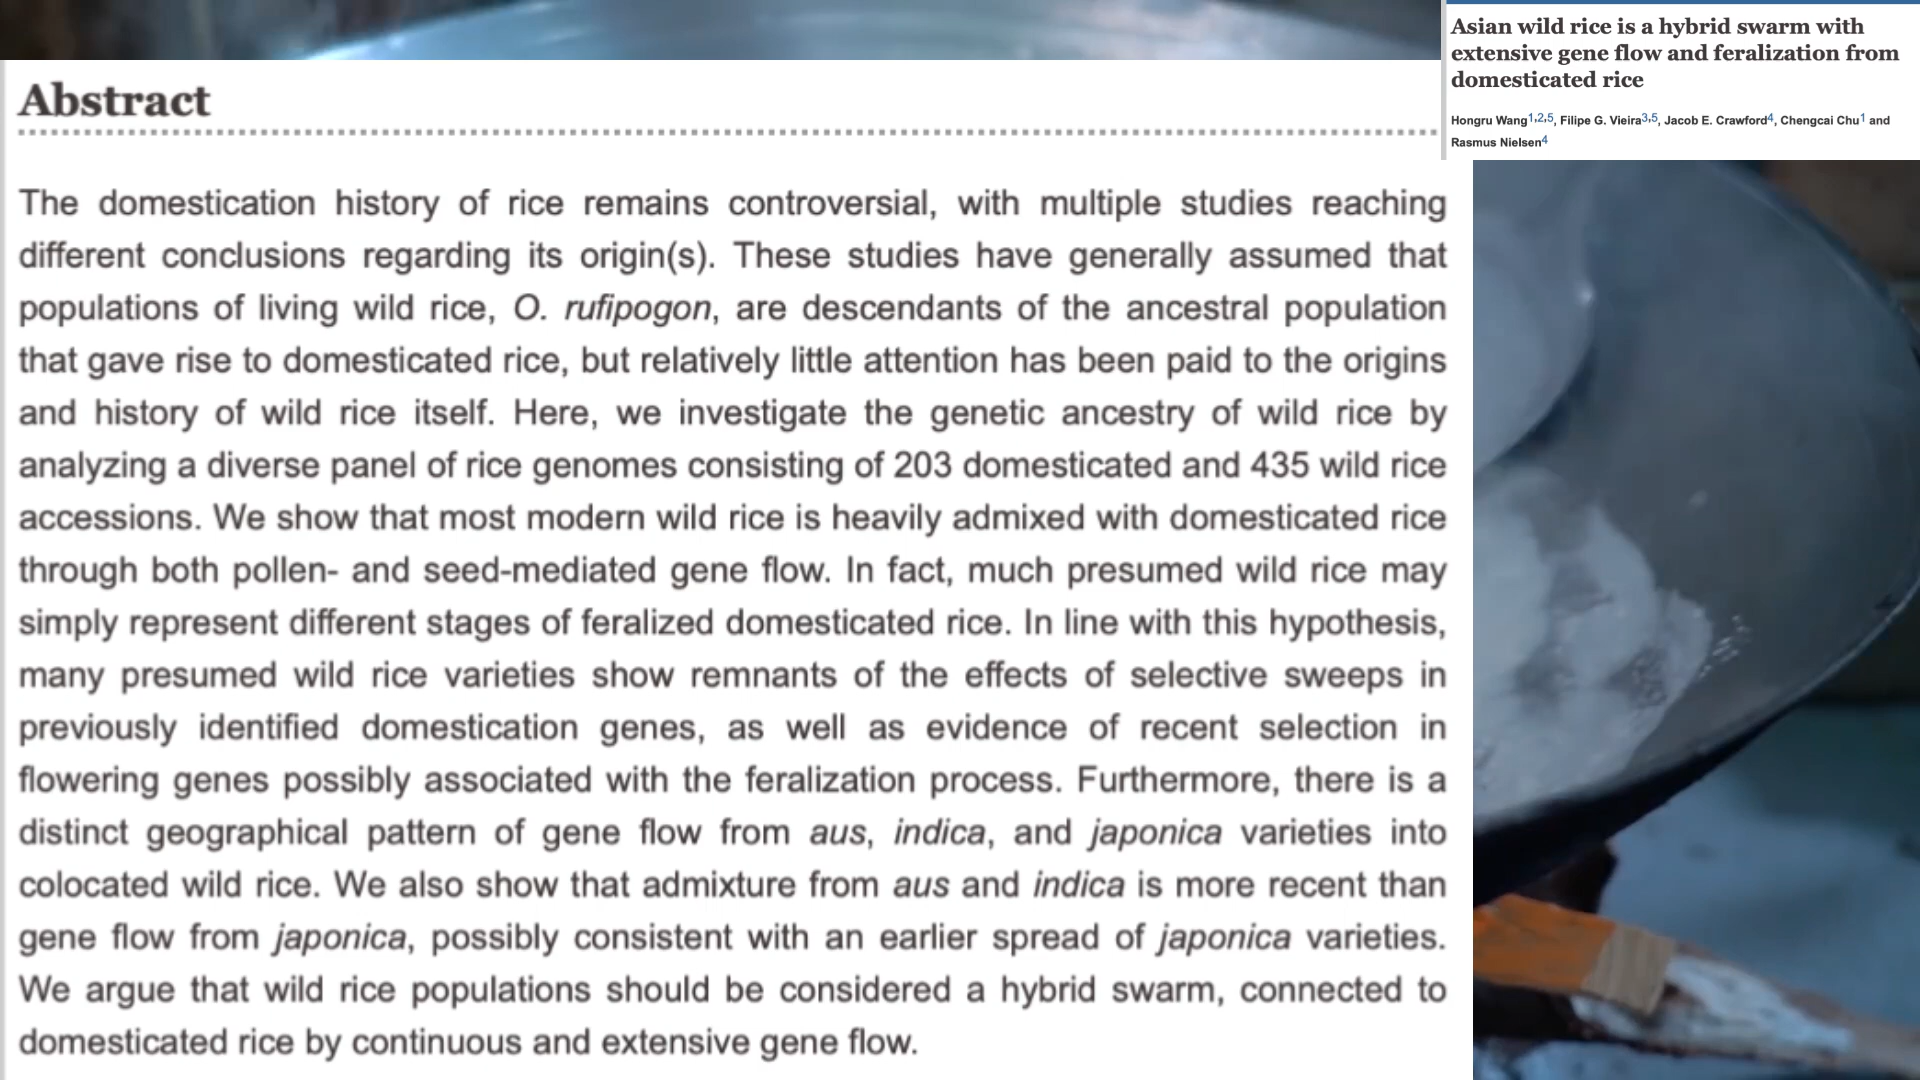 Asian wild rice is a hybrid swarm with
extensive gene flow and feralization from
domesticated rice
Hongru Wang1,2,5, Filipe G. Vieira3,5, Jacob E. Crawford4, Chengcai Chu1 and
Rasmus Nielsen4
Abstract
The domestication history of rice remains controversial, with multiple studies reaching
different conclusions regarding its origin(s). These studies have generally assumed that
populations of living wild rice, O. rufipogon, are descendants of the ancestral population
that gave rise to domesticated rice, but relatively little attention has been paid to the origins
and history of wild rice itself. Here, we investigate the genetic ancestry of wild rice by
analyzing a diverse panel of rice genomes consisting of 203 domesticated and 435 wild rice
accessions. We show that most modern wild rice is heavily admixed with domesticated rice
through both pollen- and seed-mediated gene flow. In fact, much presumed wild rice may
simply represent different stages of feralized domesticated rice. In line with this hypothesis,
many presumed wild rice varieties show remnants of the effects of selective sweeps in
previously identified domestication genes, as well as evidence of recent selection in
flowering genes possibly associated with the feralization process. Furthermore, there is a
distinct geographical pattern of gene flow from aus, indica, and japonica varieties into
colocated wild rice. We also show that admixture from aus and indica is more recent than
gene flow from japonica, possibly consistent with an earlier spread of japonica varieties.
We argue that wild rice populations should be considered a hybrid swarm, connected to
domesticated rice by continuous and extensive gene flow.